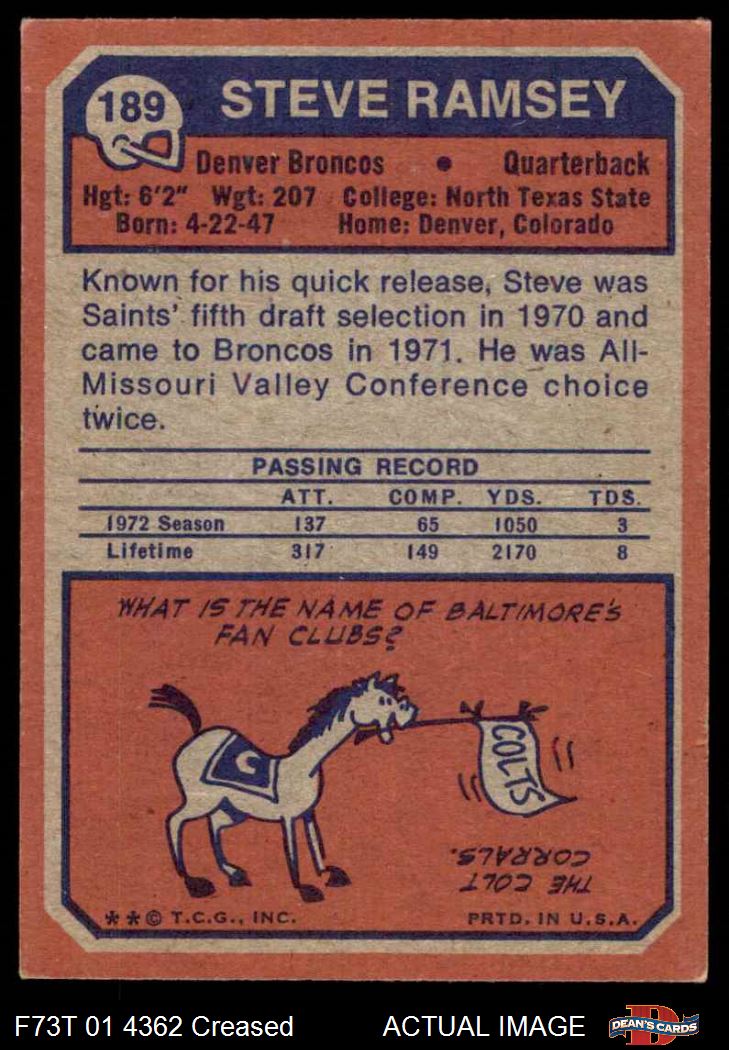 189
STEVE RAMSEY
Denver Broncos • Quarterback
Hgt: 6'2" Wgt: 207 College: North Texas State
Born: 4-22-47 Home: Denver, Colorado
Known for his quick release, Steve was
Saints' fifth draft selection in 1970 and
came to Broncos in 1971. He was All-
Missouri Valley Conference choice
twice.
PASSING RECORD
ATT. COMP. YDS. TDS.
1972 Season 137 65 1050 3
Lifetime 317 149 2170 8
WHAT IS THE NAME OF BALTIMORE'S
FAN CLUBS?
C
COLTS
THE COLT
CORRALS.
**© T.C.G., INC. PRTD. IN U.S.A.
F73T 01 4362 Creased ACTUAL IMAGE
D
DEAN'S CARDS